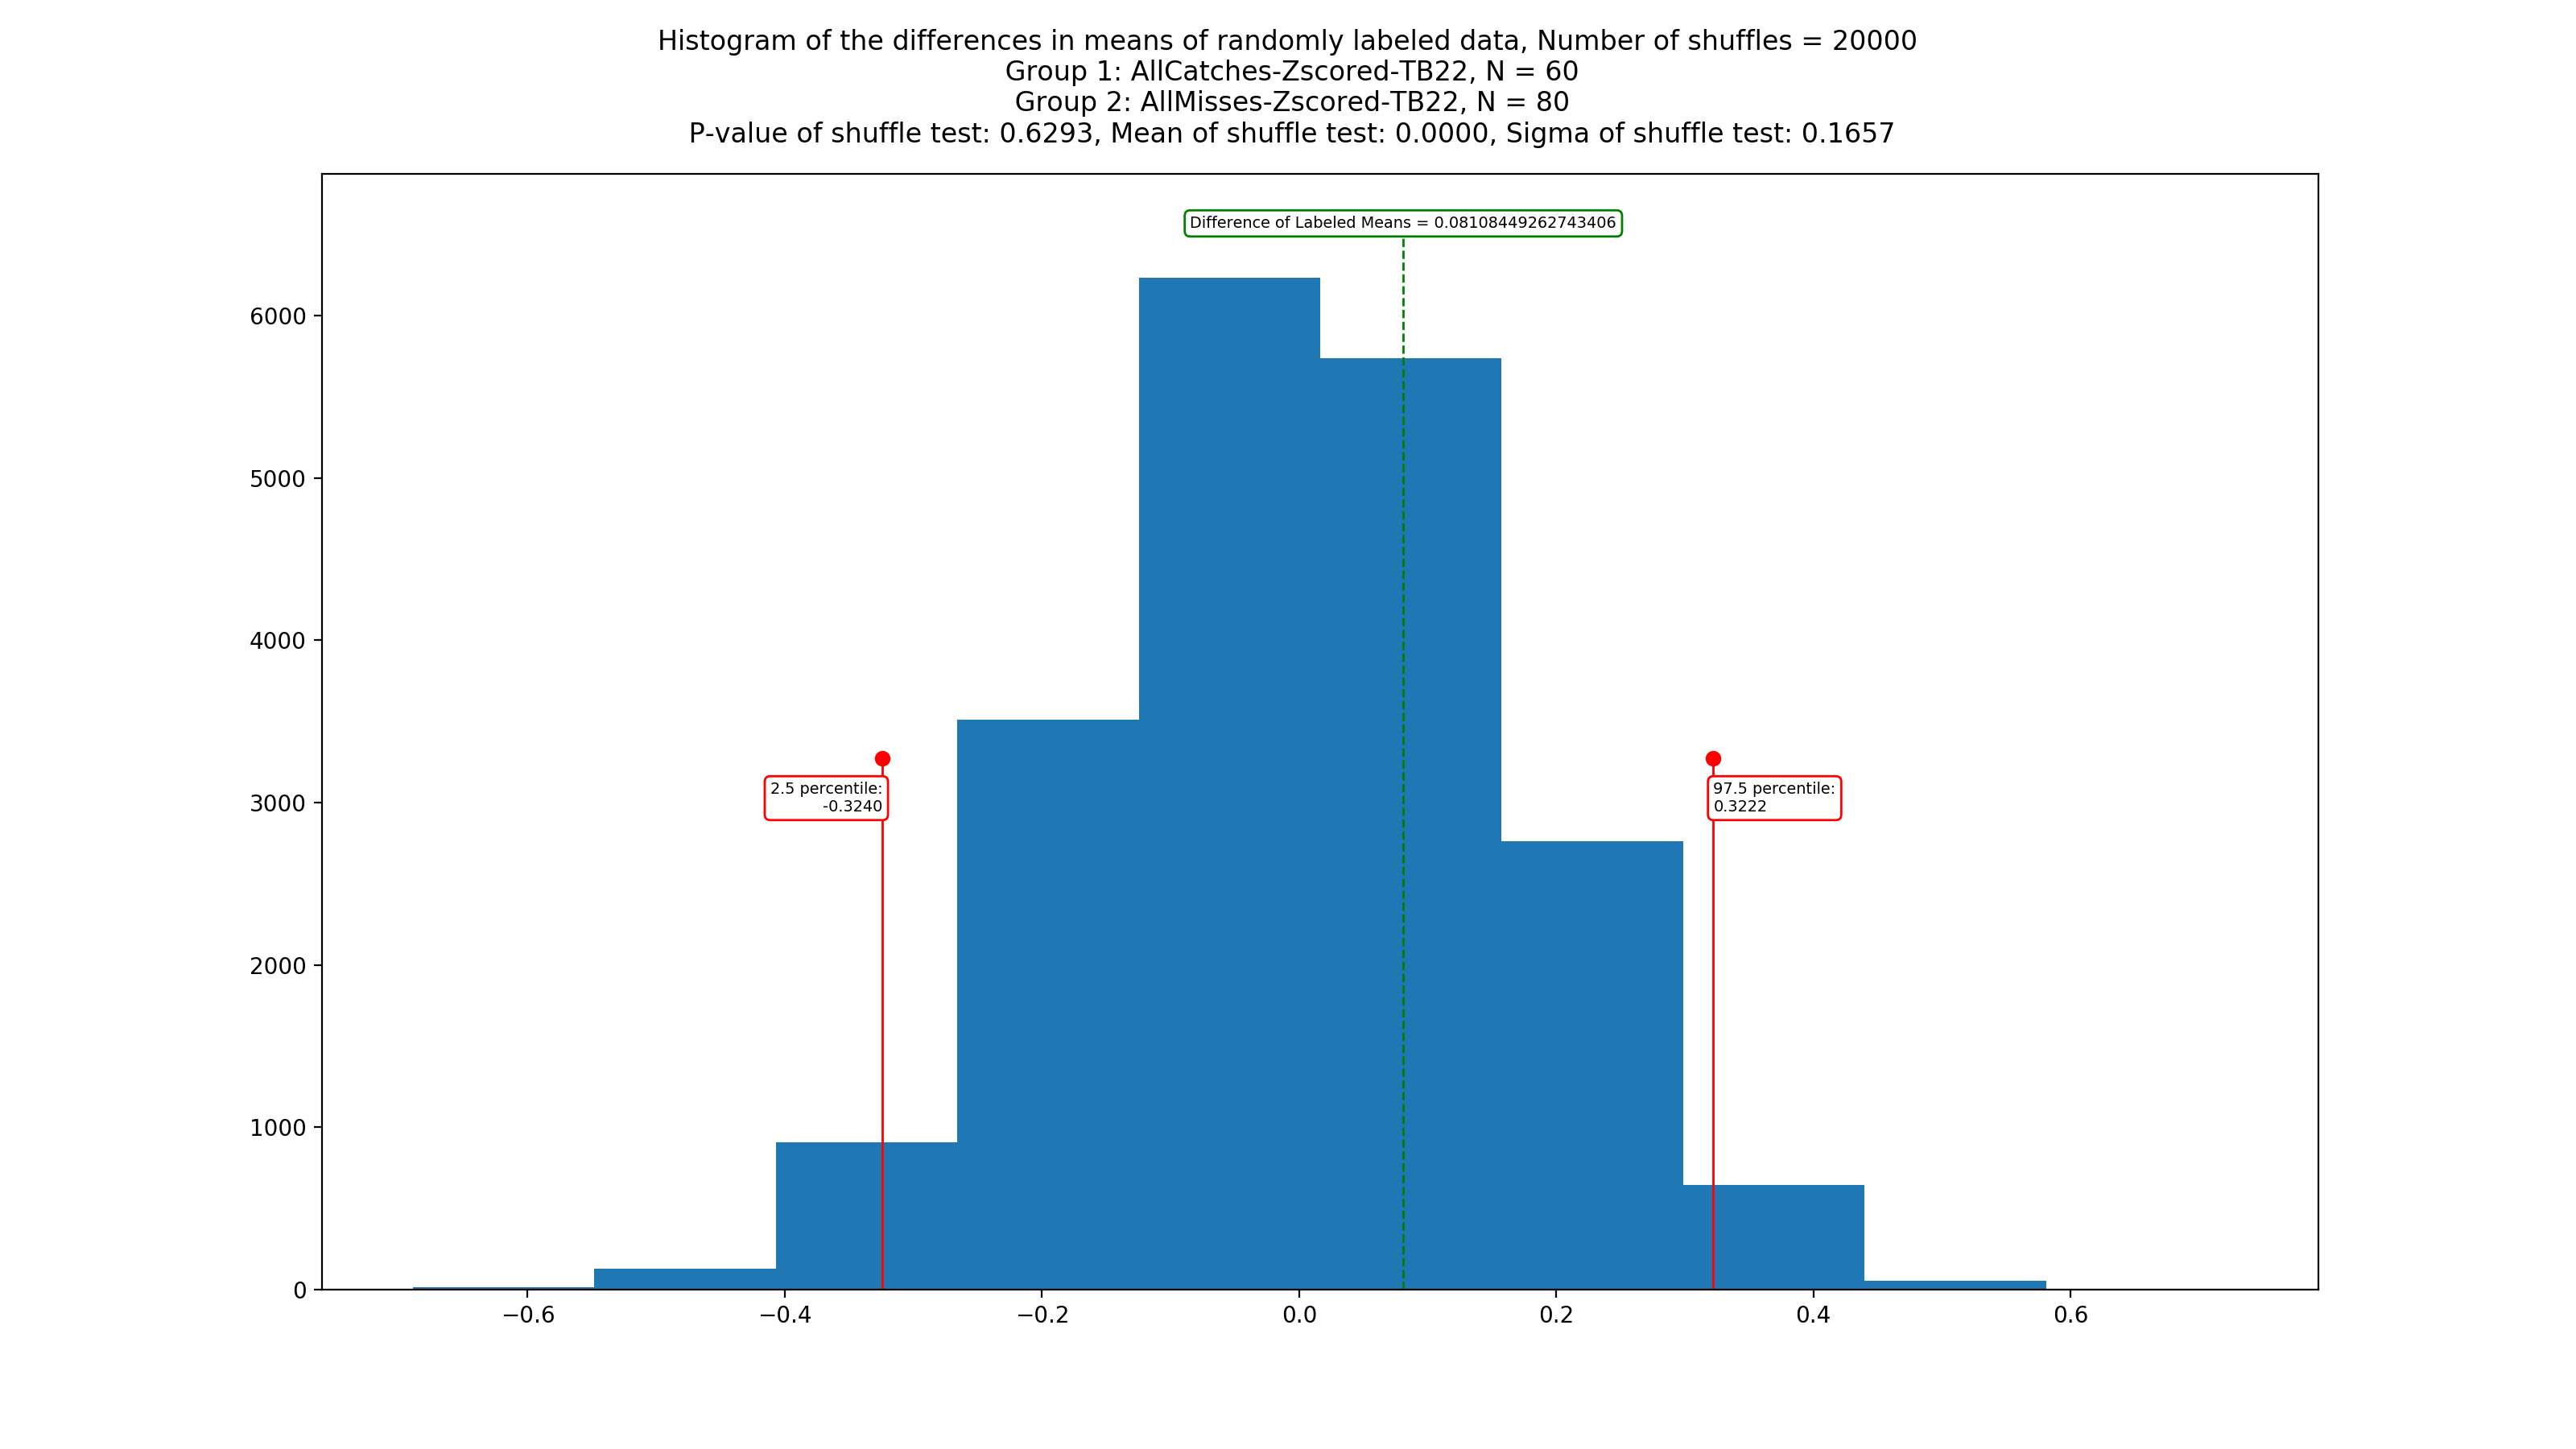 Histogram of the differences in means of randomly labeled data, Number of shuffles = 20000
Group 1: AllCatches-Zscored-TB22, N = 60
Group 2: AllMisses-Zscored-TB22, N = 80
P-value of shuffle test: 0.6293, Mean of shuffle test: 0.0000, Sigma of shuffle test: 0.1657
Difference of Labeled Means = 0.08108449262743406
6000
5000
4000
3000
2000
1000
0
2.5 percentile:
-0.3240
97.5 percentile:
0.3222
−0.6
−0.4
−0.2
0.0
0.2
0.4
0.6